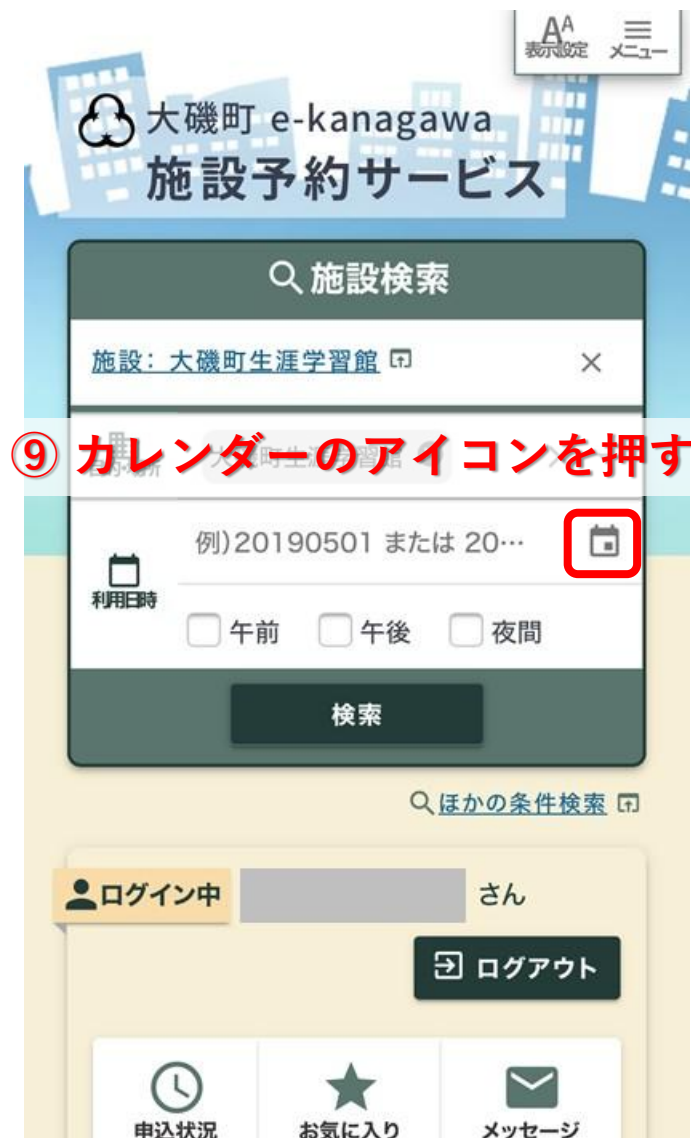 表示設定 メニュー
大磯町 e-kanagawa
施設予約サービス
施設検索
施設: 大磯町生涯学習館
⑨ カレンダーのアイコンを押す
例)20190501 または 20…
利用日時
午前 午後 夜間
検索
ほかの条件検索
ログイン中 さん
ログアウト
申込状況 お気に入り メッセージ